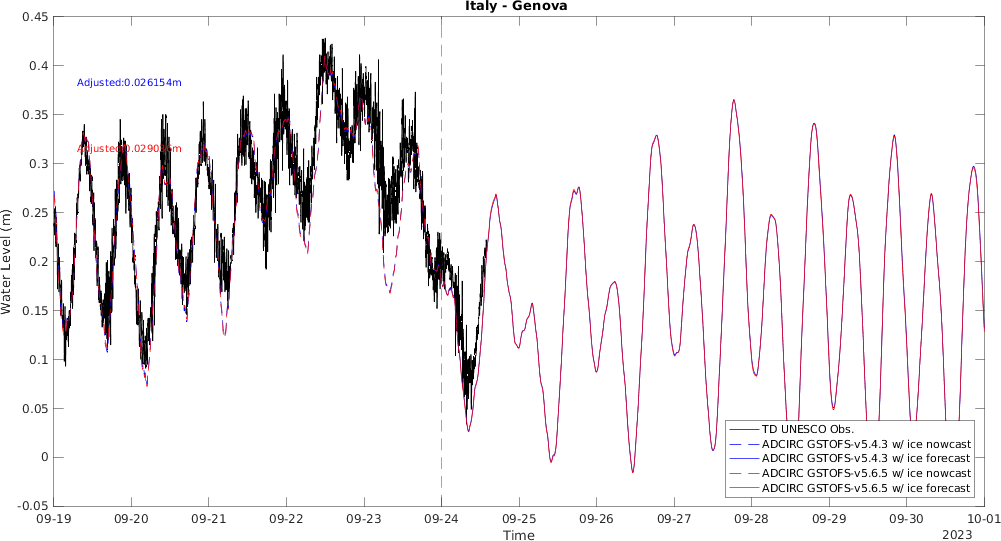 Italy - Genova
0.45
0.4
0.35
0.3
0.25
0.2
0.15
0.1
0.05
0
-0.05
Water Level (m)
Adjusted:0.026154m
TD UNESCO Obs.
ADCIRC GSTOFS-v5.4.3 w/ ice nowcast
ADCIRC GSTOFS-v5.4.3 w/ ice forecast
ADCIRC GSTOFS-v5.6.5 w/ ice nowcast
ADCIRC GSTOFS-v5.6.5 w/ ice forecast
09-19 09-20 09-21 09-22 09-23 09-24 09-25 09-26 09-27 09-28 09-29 09-30 10-01
Time
2023